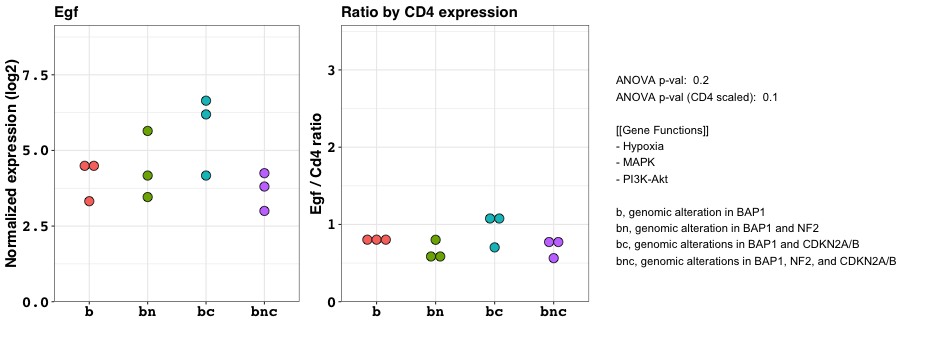 Egf
Normalized expression (log2)
7.5
5.0
2.5
0.0
b bn bc bnc
Ratio by CD4 expression
Egf / Cd4 ratio
3
2
1
0
b bn bc bnc
ANOVA p-val: 0.2
ANOVA p-val (CD4 scaled): 0.1
[[Gene Functions]]
- Hypoxia
- MAPK
- PI3K-Akt
b, genomic alteration in BAP1
bn, genomic alteration in BAP1 and NF2
bc, genomic alterations in BAP1 and CDKN2A/B
bnc, genomic alterations in BAP1, NF2, and CDKN2A/B